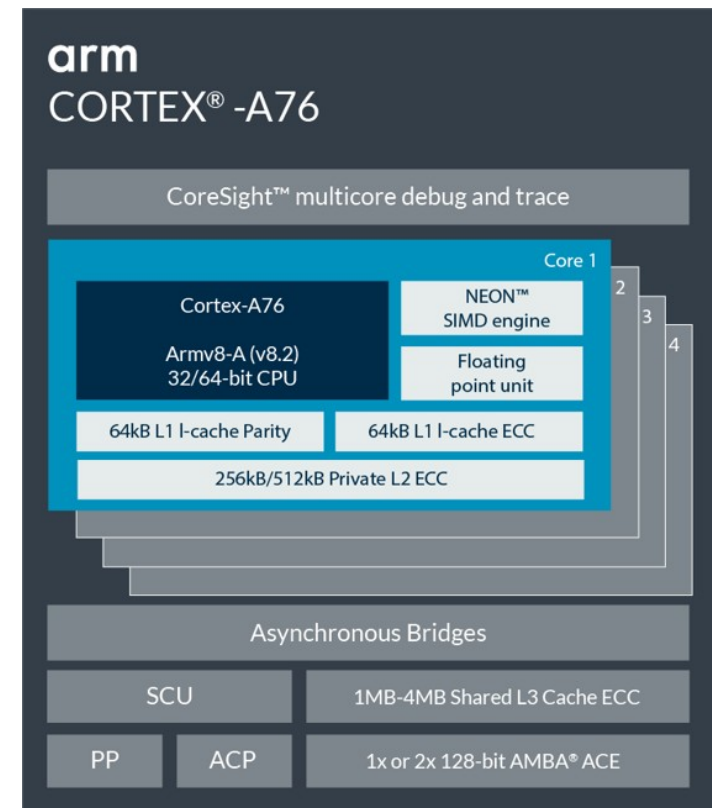 arm
CORTEX® -A76
CoreSight™ multicore debug and trace
Core 1
2
3
4
Cortex-A76
Armv8-A (v8.2)
32/64-bit CPU
NEON™
SIMD engine
Floating
point unit
64kB L1 l-cache Parity
64kB L1 l-cache ECC
256kB/512kB Private L2 ECC
Asynchronous Bridges
SCU
1MB-4MB Shared L3 Cache ECC
PP
ACP
1x or 2x 128-bit AMBA® ACE